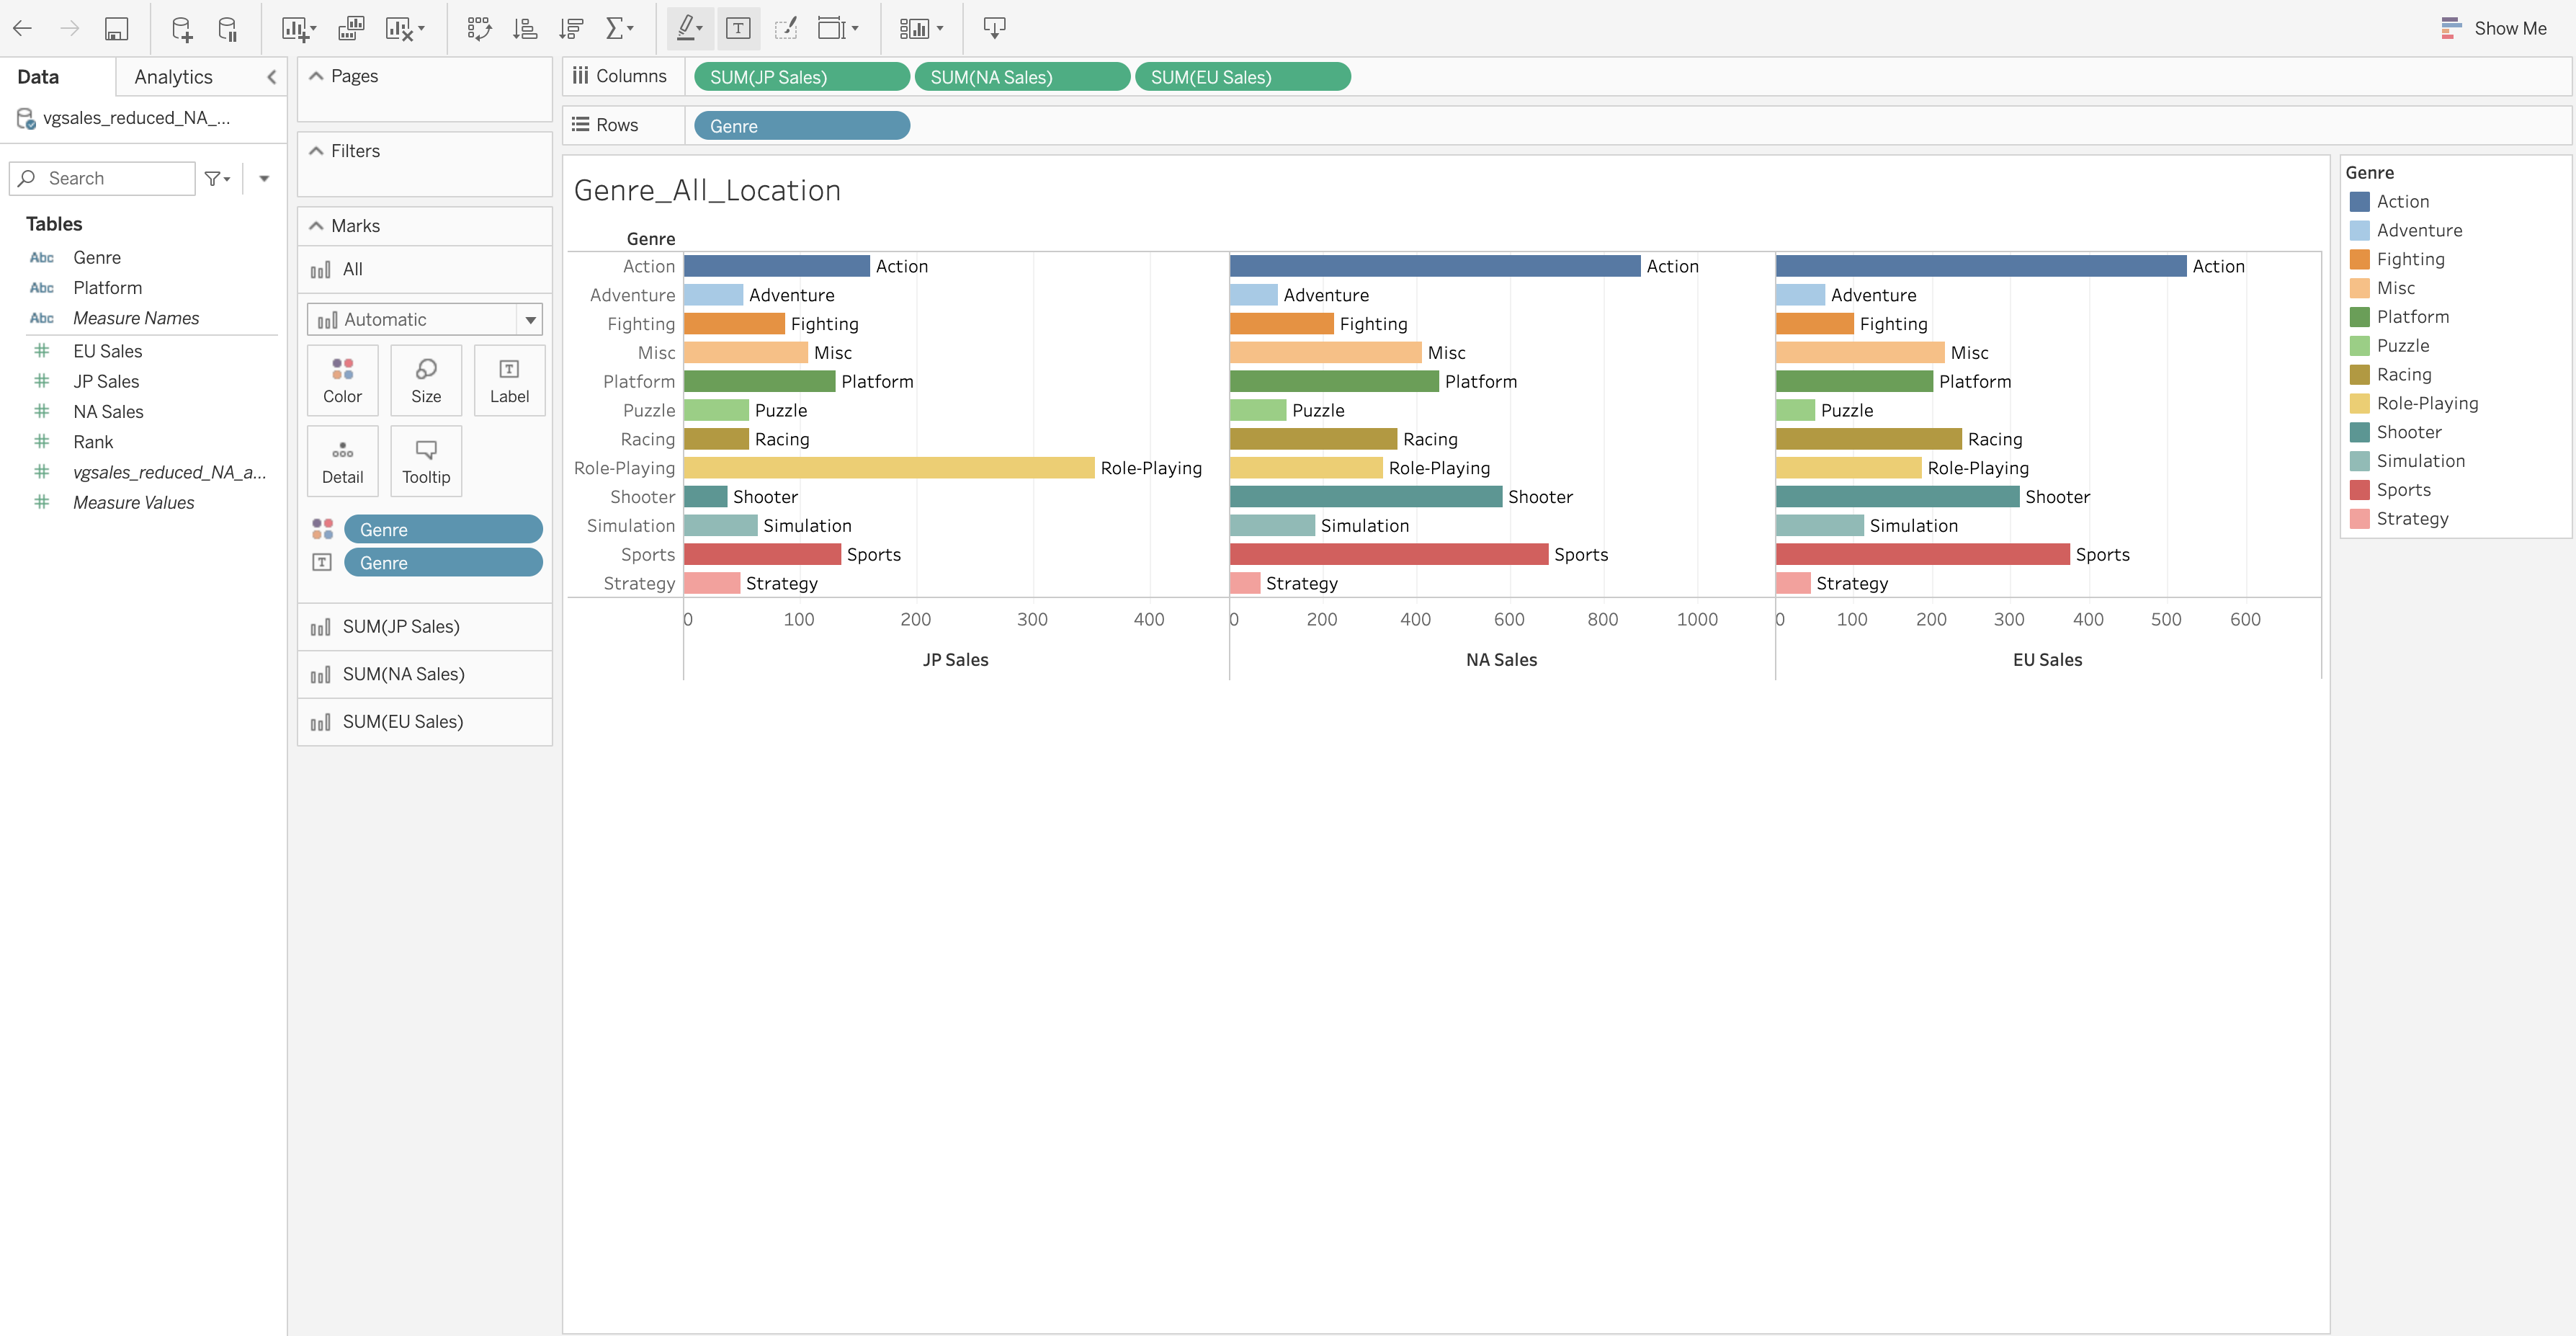 Show Me
Data
Analytics
vgsales_reduced_NA_...
Search
Tables
Abc Genre
Abc Platform
Abc Measure Names
EU Sales
JP Sales
NA Sales
Rank
vgsales_reduced_NA_a...
Measure Values
Pages
Filters
Marks
All
Automatic
Color
Size
Label
Detail
Tooltip
Genre
Genre
SUM(JP Sales)
SUM(NA Sales)
SUM(EU Sales)
Columns
SUM(JP Sales)
SUM(NA Sales)
SUM(EU Sales)
Rows
Genre
Genre_All_Location
Genre
Action Action Action Action
Adventure Adventure Adventure Adventure
Fighting Fighting Fighting Fighting
Misc Misc Misc Misc
Platform Platform Platform Platform
Puzzle Puzzle Puzzle Puzzle
Racing Racing Racing Racing
Role-Playing Role-Playing Role-Playing Role-Playing
Shooter Shooter Shooter Shooter
Simulation Simulation Simulation Simulation
Sports Sports Sports Sports
Strategy Strategy Strategy Strategy
0 100 200 300 400 0 200 400 600 800 1000 0 100 200 300 400 500 600
JP Sales NA Sales EU Sales
Genre
Action
Adventure
Fighting
Misc
Platform
Puzzle
Racing
Role-Playing
Shooter
Simulation
Sports
Strategy